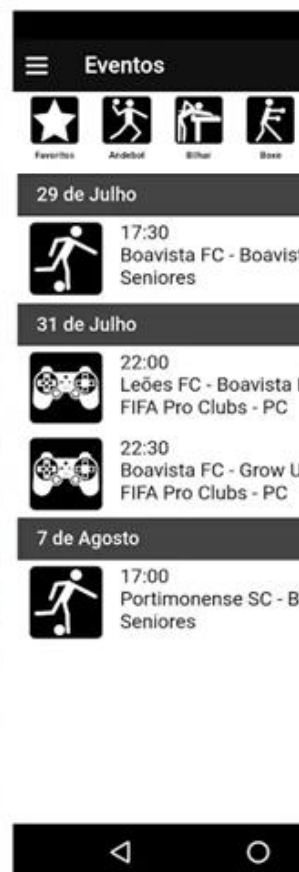 Eventos
Favoritos Andebol Bilhar Boxe
29 de Julho
17:30
Boavista FC - Boavist
Seniores
31 de Julho
22:00
Leões FC - Boavista
FIFA Pro Clubs - PC
22:30
Boavista FC - Grow U
FIFA Pro Clubs - PC
7 de Agosto
17:00
Portimonense SC - B
Seniores